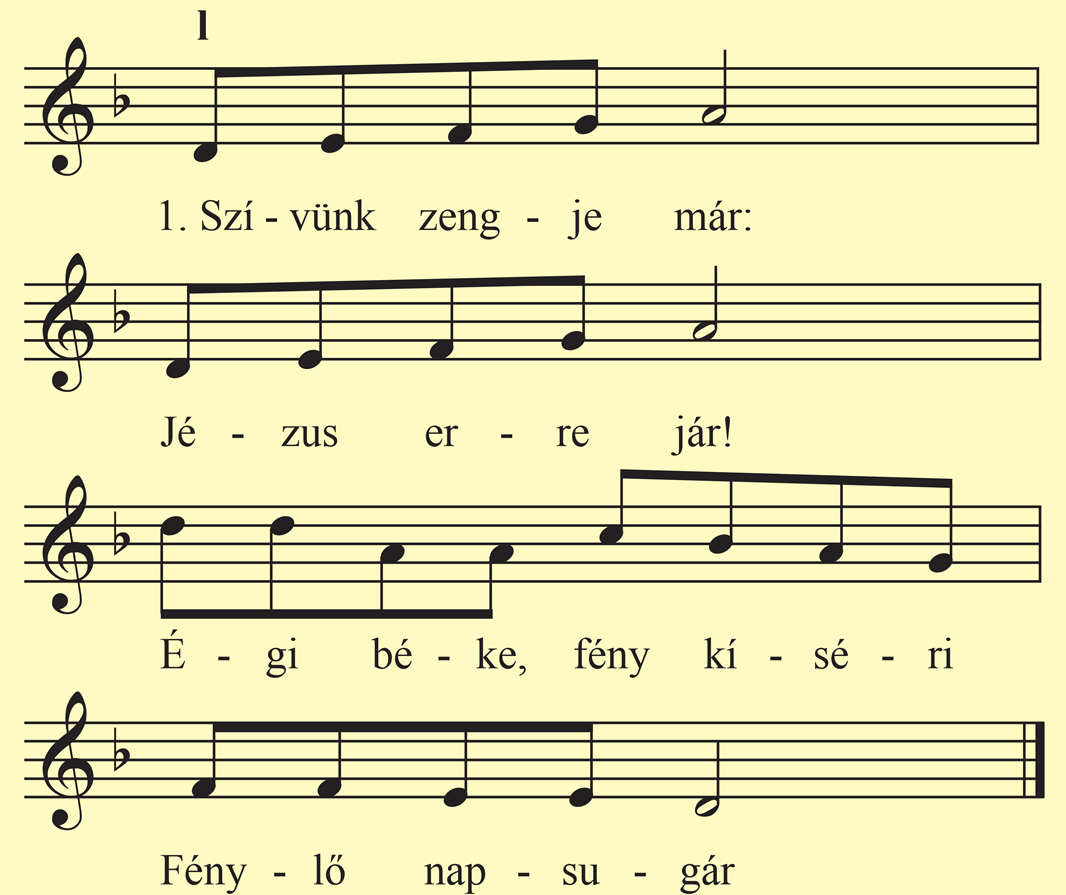 l
1. Szí - vünk zeng - je már:
Jé - zus er - re jár!
É - gi bé - ke, fény kí - sé - ri
Fény - lő nap - su - gár